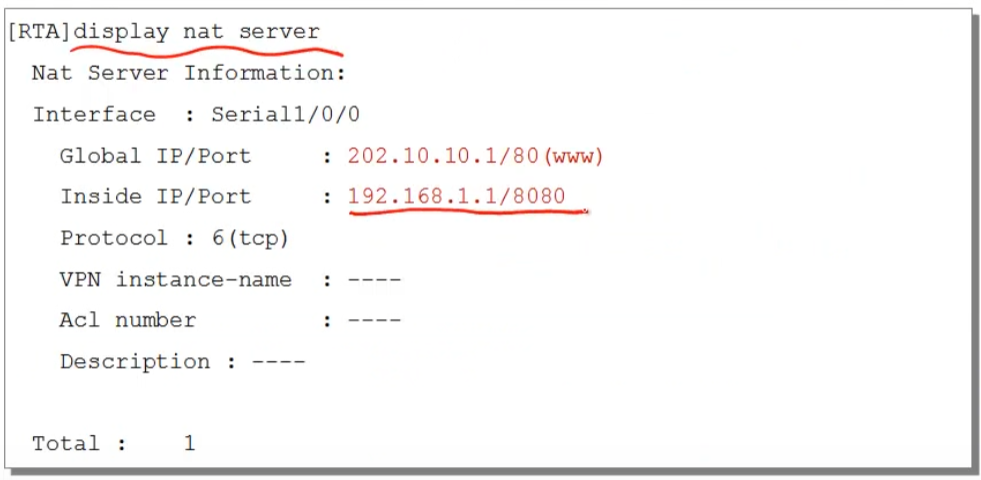 [RTA]display nat server
Nat Server Information:
Interface : Serial1/0/0
Global IP/Port : 202.10.10.1/80(www)
Inside IP/Port : 192.168.1.1/8080
Protocol : 6(tcp)
VPN instance-name : ----
Acl number : ----
Description : ----
Total : 1